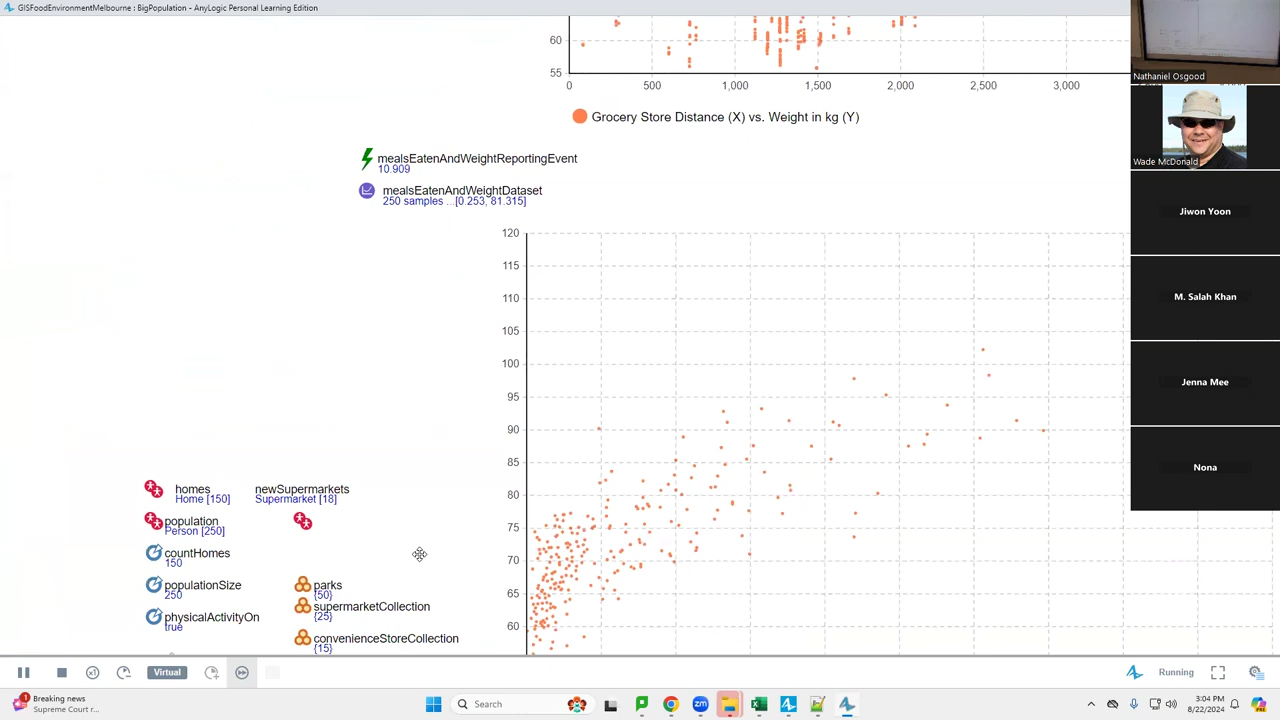 GISFoodEnvironmentMelbourne : BigPopulation - AnyLogic Personal Learning Edition
60
55
0 500 1,000 1,500 2,000 2,500 3,000
Grocery Store Distance (X) vs. Weight in kg (Y)
mealsEatenAndWeightReportingEvent
10.909
mealsEatenAndWeightDataset
250 samples ...[0.253, 81.315]
120
115
110
105
100
95
90
85
80
75
70
65
60
homes
Home [150]
newSupermarkets
Supermarket [18]
population
Person [250]
countHomes
150
populationSize
250
parks
{50}
supermarketCollection
{25}
physicalActivityOn
true
convenienceStoreCollection
{15}
Nathaniel Osgood
Wade McDonald
Jiwon Yoon
M. Salah Khan
Jenna Mee
Nona
x1
Virtual
Running
1
Breaking news
Supreme Court r...
Search
3:04 PM
8/22/2024